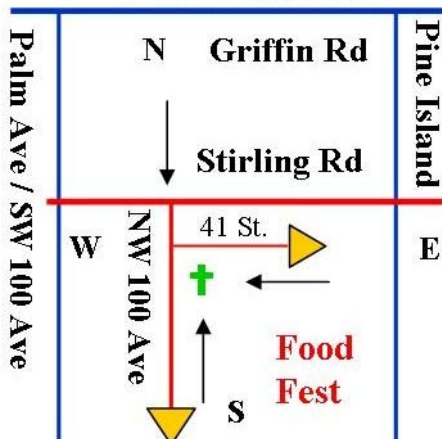 Palm Ave / SW 100 Ave
N
Griffin Rd
Pine Island
Stirling Rd
W
NW 100 Ave
41 St.
E
Food
Fest
S